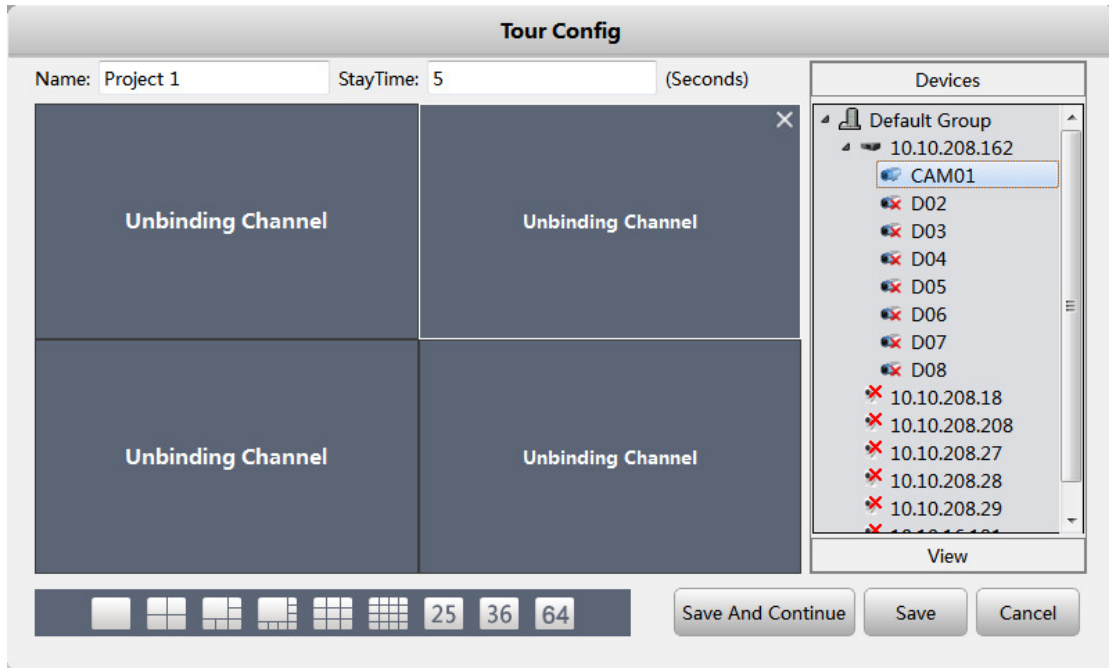 Tour Config
Name: Project 1 StayTime: 5 (Seconds)
Devices
Default Group
10.10.208.162
CAM01
D02
D03
D04
D05
D06
D07
D08
10.10.208.18
10.10.208.208
10.10.208.27
10.10.208.28
10.10.208.29
View
Unbinding Channel Unbinding Channel
Unbinding Channel Unbinding Channel
25 36 64
Save And Continue Save Cancel